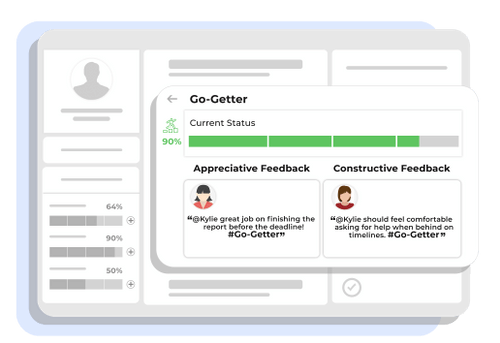 Go-Getter
Current Status
90%
Appreciative Feedback
Constructive Feedback
❝@Kylie great job on finishing the
report before the deadline!
#Go-Getter❞
❝@Kylie should feel comfortable
asking for help when behind on
timelines. #Go-Getter❞
64%
90%
50%